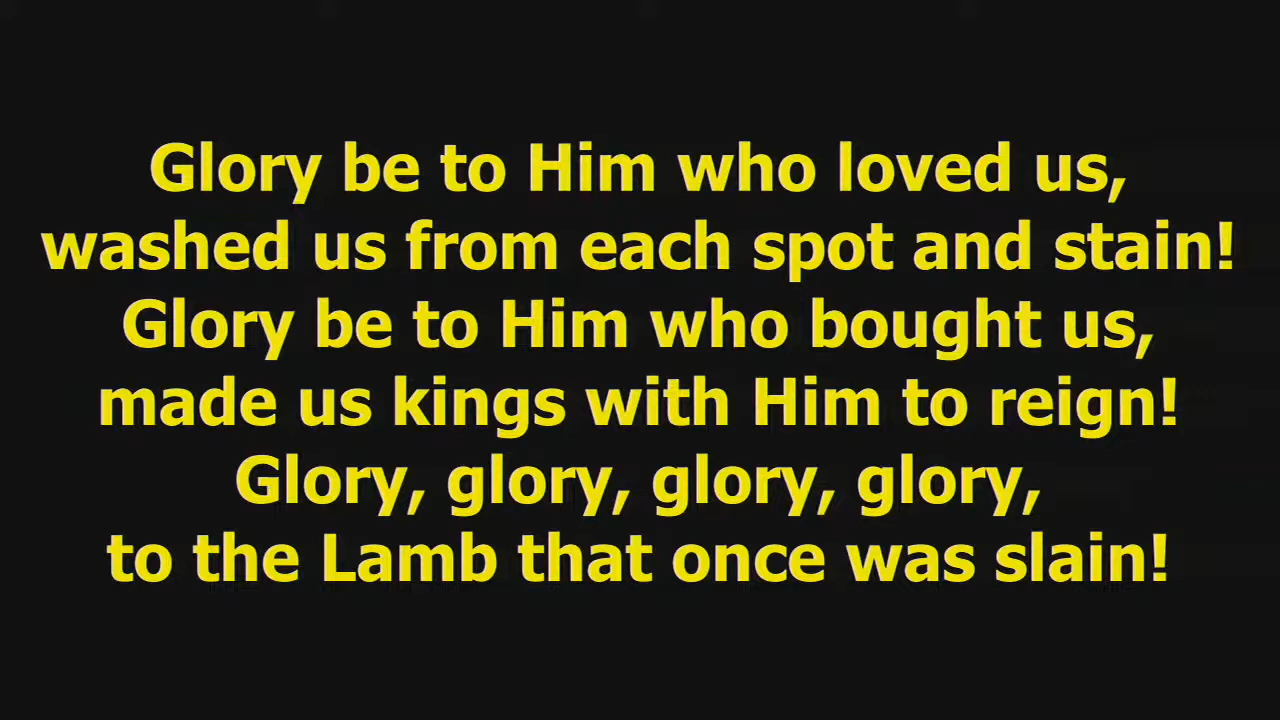 Glory be to Him who loved us,
washed us from each spot and stain!
Glory be to Him who bought us,
made us kings with Him to reign!
Glory, glory, glory, glory,
to the Lamb that once was slain!